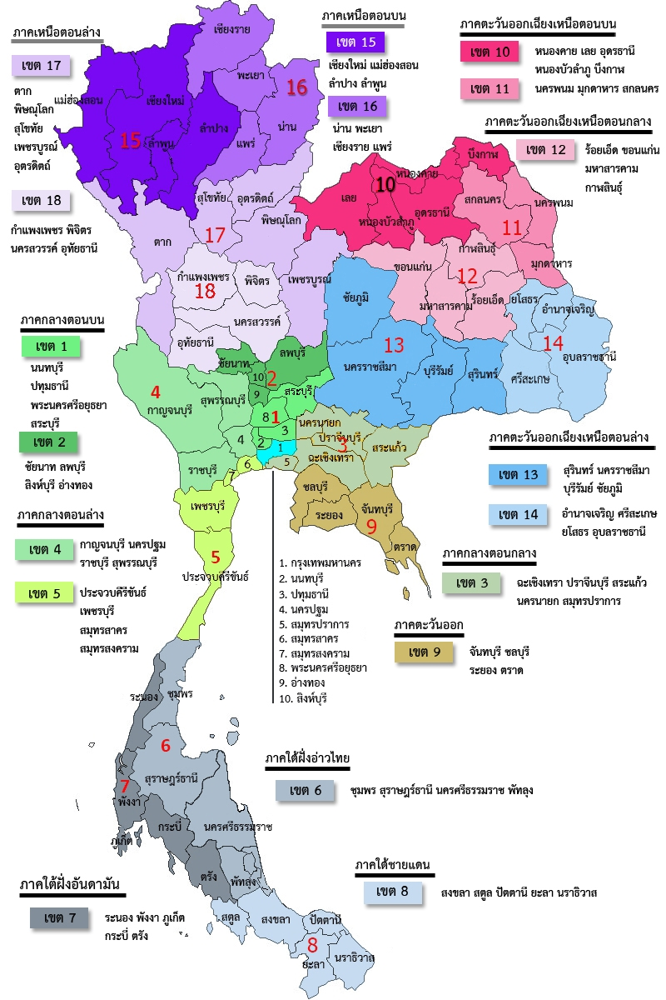 ภาคเหนือตอนล่าง
เขต 17
ตาก
พิษณุโลก
สุโขทัย
เพชรบูรณ์
อุตรดิตถ์
เขต 18
กำแพงเพชร พิจิตร
นครสวรรค์ อุทัยธานี
ภาคเหนือตอนบน
เขต 15
เชียงใหม่ แม่ฮ่องสอน
ลำปาง ลำพูน
เขต 16
น่าน พะเยา
เชียงราย แพร่
ภาคตะวันออกเฉียงเหนือตอนบน
เขต 10
หนองคาย เลย อุดรธานี
หนองบัวลำภู บึงกาฬ
เขต 11
นครพนม มุกดาหาร สกลนคร
ภาคตะวันออกเฉียงเหนือตอนกลาง
เขต 12
ร้อยเอ็ด ขอนแก่น
มหาสารคาม
กาฬสินธุ์
เชียงราย
พะเยา
16
แม่ฮ่องสอน
เชียงใหม่
ลำปาง
น่าน
15
ลำพูน
แพร่
สุโขทัย
อุตรดิตถ์
พิษณุโลก
ตาก
17
กำแพงเพชร
18
พิจิตร
เพชรบูรณ์
นครสวรรค์
อุทัยธานี
บึงกาฬ
หนองคาย
10
เลย
หนองบัวลำภู
อุดรธานี
สกลนคร
นครพนม
11
กาฬสินธุ์
มุกดาหาร
ขอนแก่น
12
มหาสารคาม
ร้อยเอ็ด
ยโสธร
อำนาจเจริญ
ชัยภูมิ
13
นครราชสีมา
บุรีรัมย์
สุรินทร์
14
ศรีสะเกษ
อุบลราชธานี
ภาคกลางตอนบน
เขต 1
นนทบุรี
ปทุมธานี
พระนครศรีอยุธยา
สระบุรี
เขต 2
ชัยนาท ลพบุรี
สิงห์บุรี อ่างทอง
ภาคกลางตอนล่าง
เขต 4
กาญจนบุรี นครปฐม
ราชบุรี สุพรรณบุรี
เขต 5
ประจวบคีรีขันธ์
เพชรบุรี
สมุทรสาคร
สมุทรสงคราม
ชัยนาท
ลพบุรี
10
2
9
สระบุรี
4
กาญจนบุรี
สุพรรณบุรี
8
1
3
2
4
1
5
6
7
นครนายก
ปราจีนบุรี
3
ฉะเชิงเทรา
สระแก้ว
ราชบุรี
เพชรบุรี
5
ประจวบคีรีขันธ์
ชลบุรี
ระยอง
จันทบุรี
9
ตราด
ภาคตะวันออกเฉียงเหนือตอนล่าง
เขต 13
สุรินทร์ นครราชสีมา
บุรีรัมย์ ชัยภูมิ
เขต 14
อำนาจเจริญ ศรีสะเกษ
ยโสธร อุบลราชธานี
ภาคกลางตอนกลาง
เขต 3
ฉะเชิงเทรา ปราจีนบุรี สระแก้ว
นครนายก สมุทรปราการ
ภาคตะวันออก
เขต 9
จันทบุรี ชลบุรี
ระยอง ตราด
1. กรุงเทพมหานคร
2. นนทบุรี
3. ปทุมธานี
4. นครปฐม
5. สมุทรปราการ
6. สมุทรสาคร
7. สมุทรสงคราม
8. พระนครศรีอยุธยา
9. อ่างทอง
10. สิงห์บุรี
ระนอง
ชุมพร
6
สุราษฎร์ธานี
7
พังงา
ภูเก็ต
กระบี่
นครศรีธรรมราช
ตรัง
พัทลุง
สตูล
สงขลา
ปัตตานี
8
ยะลา
นราธิวาส
ภาคใต้ฝั่งอ่าวไทย
เขต 6
ชุมพร สุราษฎร์ธานี นครศรีธรรมราช พัทลุง
ภาคใต้ชายแดน
เขต 8
สงขลา สตูล ปัตตานี ยะลา นราธิวาส
ภาคใต้ฝั่งอันดามัน
เขต 7
ระนอง พังงา ภูเก็ต
กระบี่ ตรัง